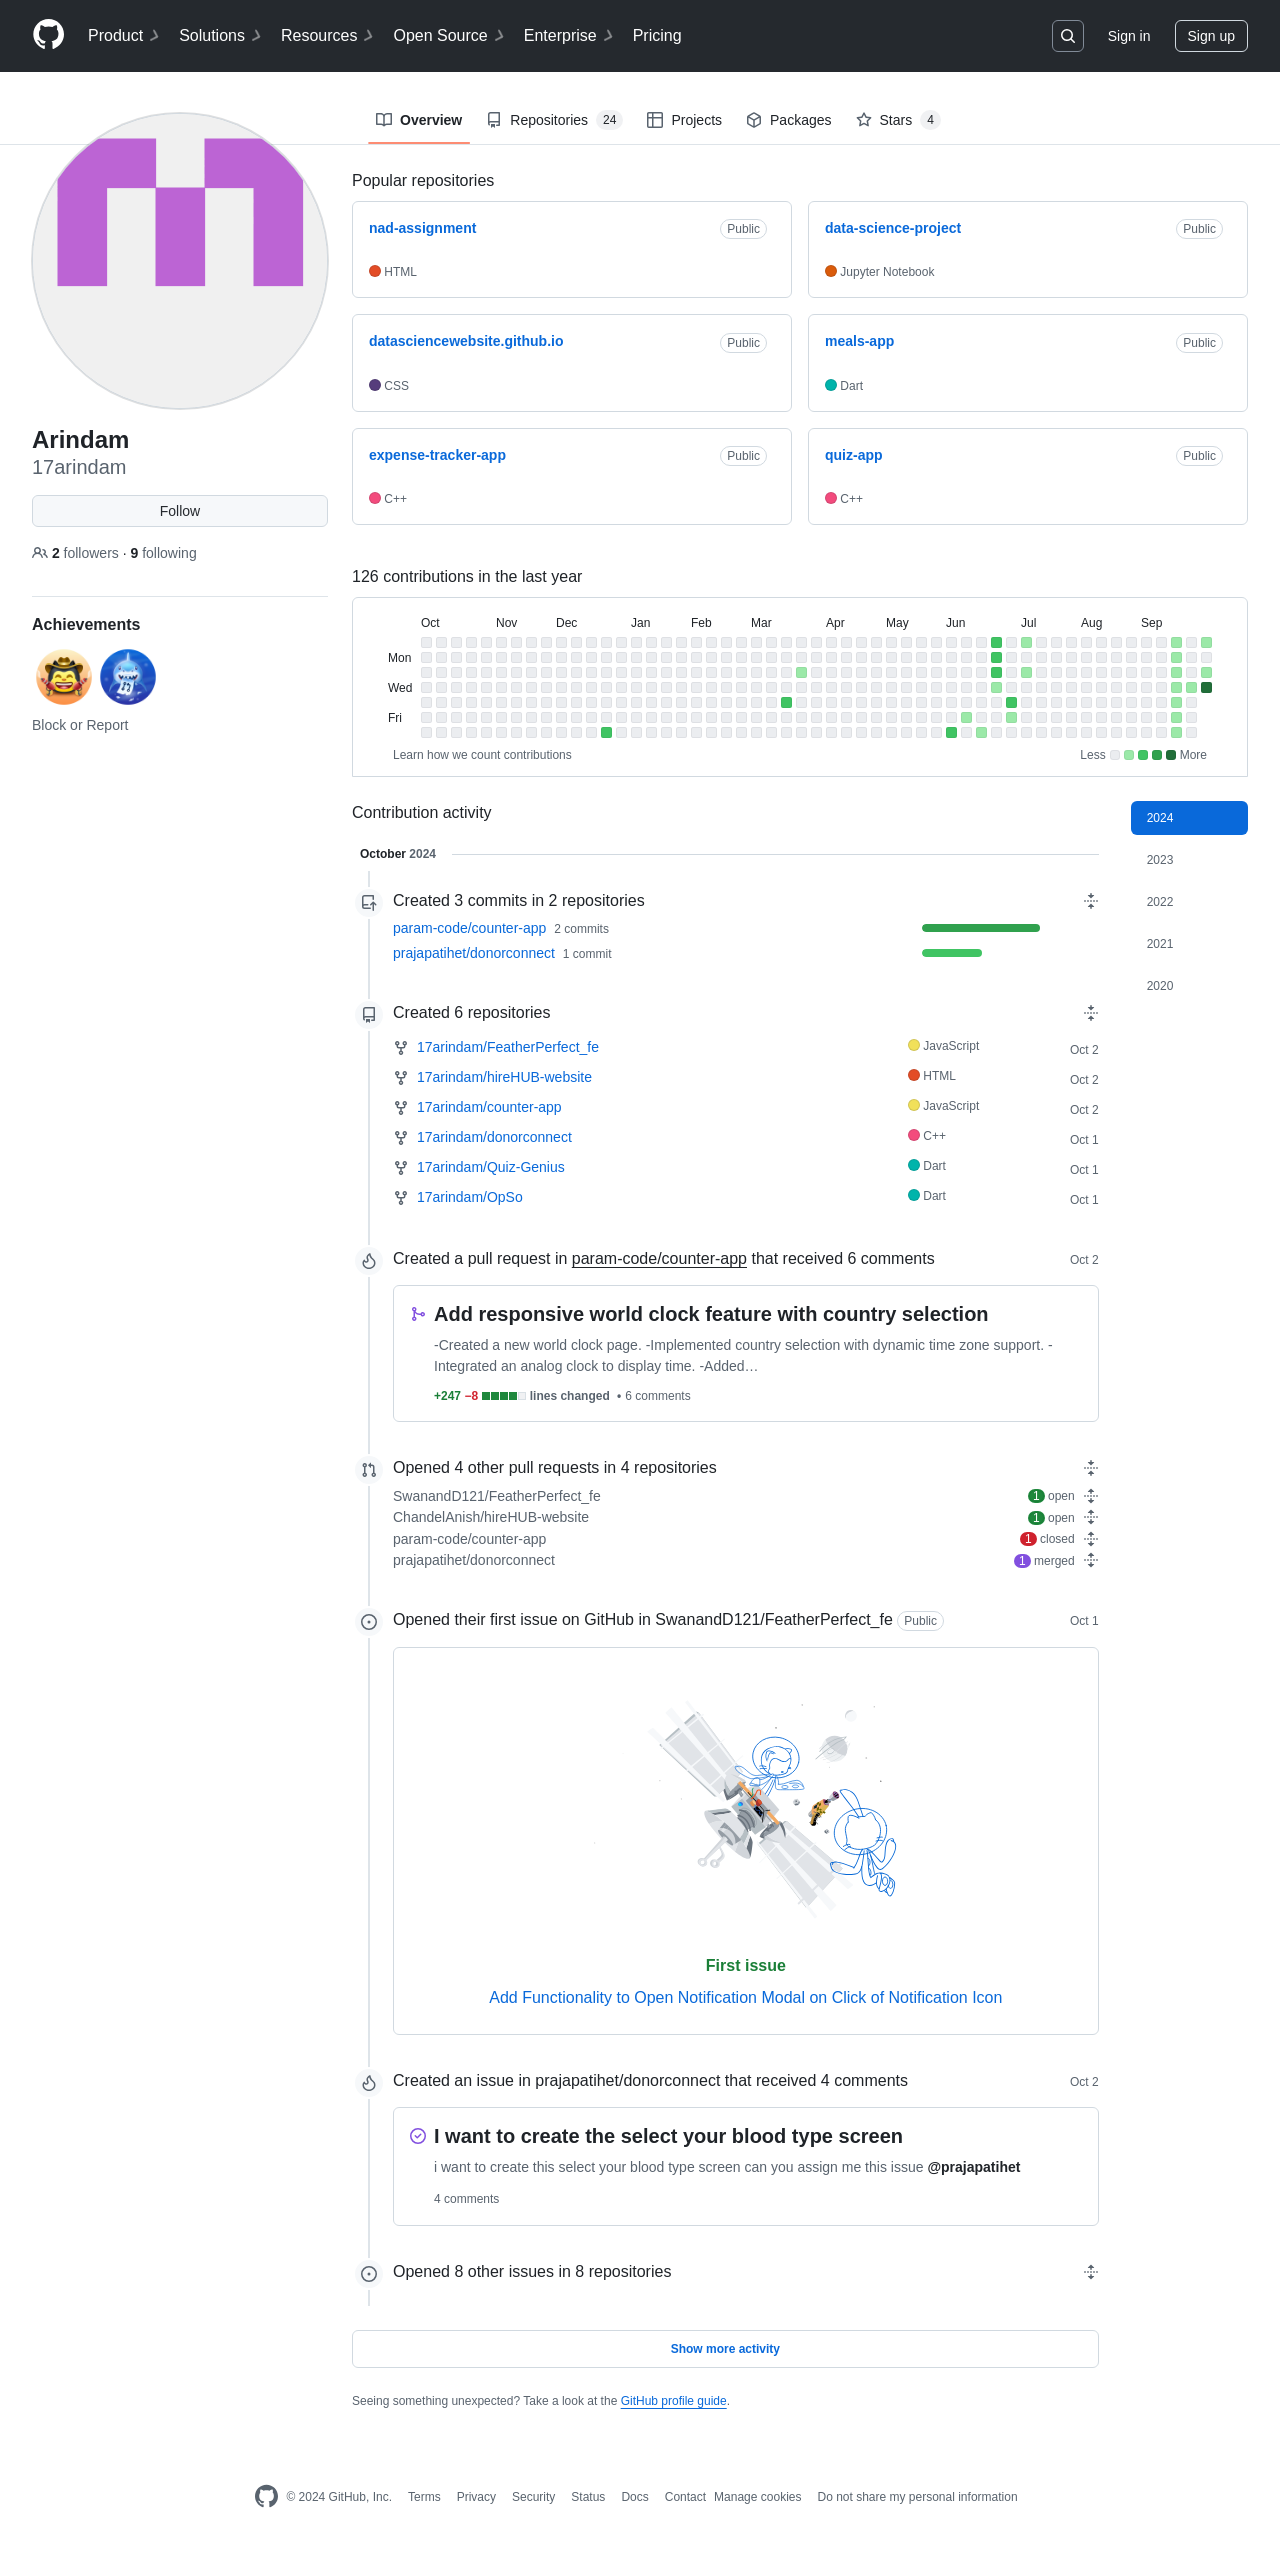 Product Solutions Resources Open Source Enterprise Pricing Sign in Sign up
Overview Repositories 24 Projects Packages Stars 4
Arindam
17arindam
Follow
2 followers · 9 following
Achievements
Block or Report
Popular repositories
nad-assignment Public
HTML
data-science-project Public
Jupyter Notebook
datasciencewebsite.github.io Public
CSS
meals-app Public
Dart
expense-tracker-app Public
C++
quiz-app Public
C++
126 contributions in the last year
Oct Nov Dec Jan Feb Mar Apr May Jun Jul Aug Sep
Mon
Wed
Fri
Learn how we count contributions Less More
Contribution activity
2024
2023
2022
2021
2020
October 2024
Created 3 commits in 2 repositories
param-code/counter-app 2 commits
prajapatihet/donorconnect 1 commit
Created 6 repositories
17arindam/FeatherPerfect_fe JavaScript Oct 2
17arindam/hireHUB-website HTML Oct 2
17arindam/counter-app JavaScript Oct 2
17arindam/donorconnect C++ Oct 1
17arindam/Quiz-Genius Dart Oct 1
17arindam/OpSo Dart Oct 1
Created a pull request in param-code/counter-app that received 6 comments Oct 2
Add responsive world clock feature with country selection
-Created a new world clock page. -Implemented country selection with dynamic time zone support. -
Integrated an analog clock to display time. -Added…
+247 −8 lines changed • 6 comments
Opened 4 other pull requests in 4 repositories
SwanandD121/FeatherPerfect_fe 1 open
ChandelAnish/hireHUB-website 1 open
param-code/counter-app 1 closed
prajapatihet/donorconnect 1 merged
Opened their first issue on GitHub in SwanandD121/FeatherPerfect_fe Public Oct 1
First issue
Add Functionality to Open Notification Modal on Click of Notification Icon
Created an issue in prajapatihet/donorconnect that received 4 comments Oct 2
I want to create the select your blood type screen
i want to create this select your blood type screen can you assign me this issue @prajapatihet
4 comments
Opened 8 other issues in 8 repositories
Show more activity
Seeing something unexpected? Take a look at the GitHub profile guide.
© 2024 GitHub, Inc. Terms Privacy Security Status Docs Contact Manage cookies Do not share my personal information